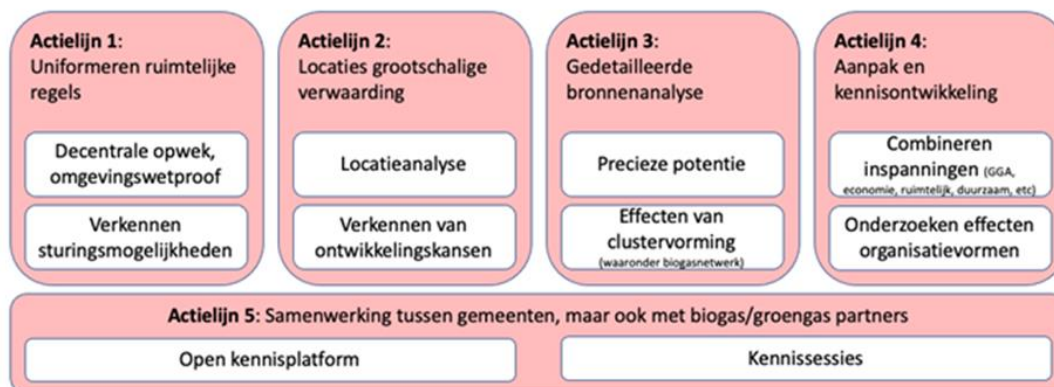 Actielijn 1:
Uniformeren ruimtelijke
regels
Decentrale opwek,
omgevingswetproof
Verkennen
sturingsmogelijkheden
Actielijn 2:
Locaties grootschalige
verwaarding
Locatieanalyse
Verkennen van
ontwikkelingskansen
Actielijn 3:
Gedetailleerde
bronnenanalyse
Precieze potentie
Effecten van
clustervorming
(waaronder biogasnetwerk)
Actielijn 4:
Aanpak en
kennisontwikkeling
Combineren
inspanningen (GGA,
economie, ruimtelijk, duurzaam, etc)
Onderzoeken effecten
organisatievormen
Actielijn 5: Samenwerking tussen gemeenten, maar ook met biogas/groengas partners
Open kennisplatform
Kennissessies